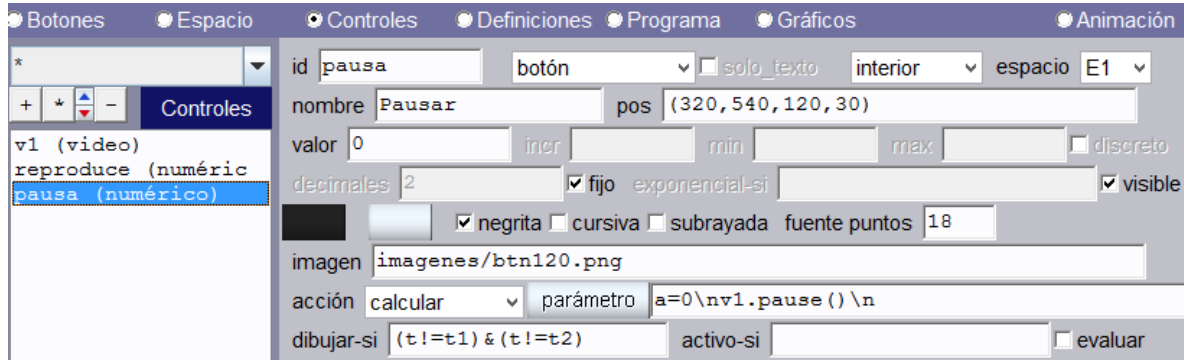 Botones Espacio Controles Definiciones Programa Gráficos Animación
*
+ * − Controles
v1 (video)
reproduce (numéric
pausa (numérico)
id pausa botón solo_texto interior espacio E1
nombre Pausar pos (320,540,120,30)
valor 0 incr min max discreto
decimales 2 fijo exponencial-si visible
negrita cursiva subrayada fuente puntos 18
imagen imagenes/btn120.png
acción calcular parámetro a=0\nv1.pause()\n
dibujar-si (t!=t1)&(t!=t2) activo-si evaluar